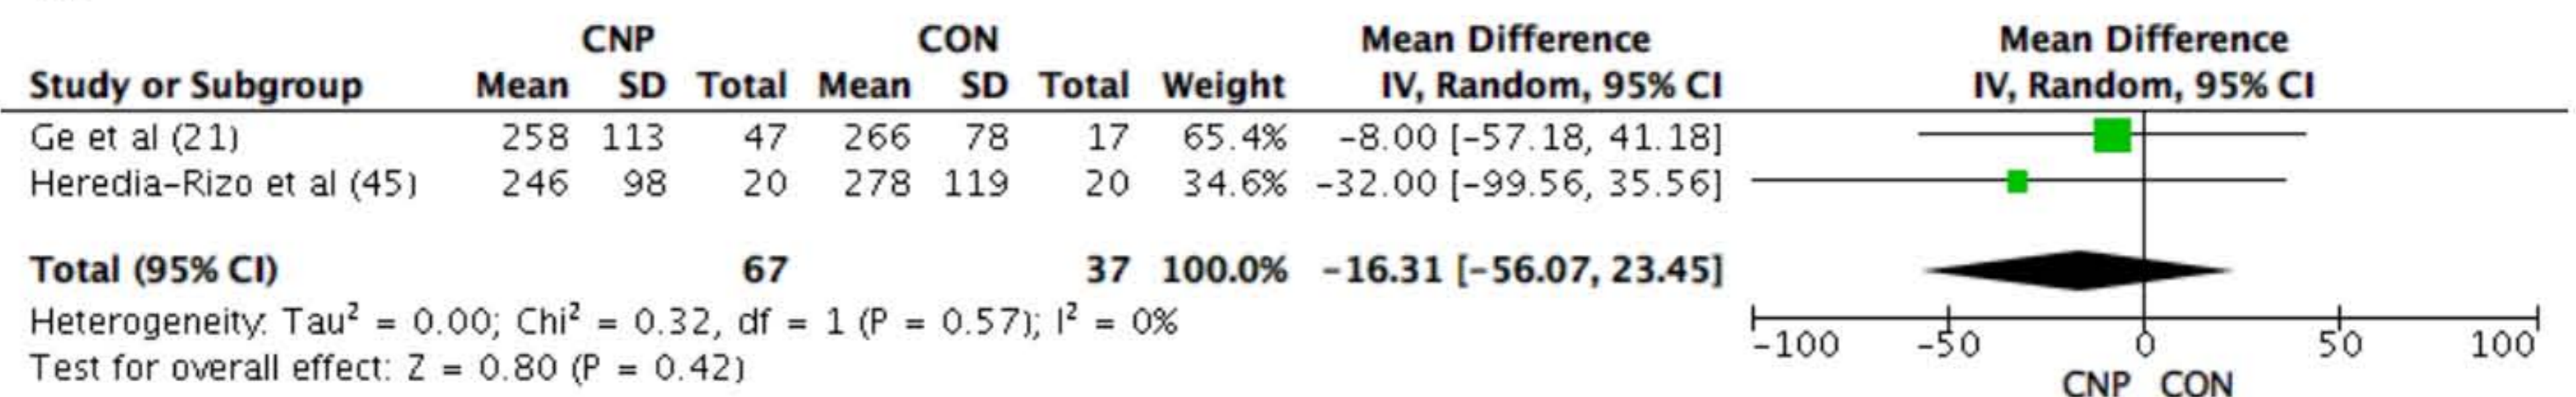 CNP CON Mean Difference Mean Difference
Study or Subgroup Mean SD Total Mean SD Total Weight IV, Random, 95% CI IV, Random, 95% CI
Ge et al (21) 258 113 47 266 78 17 65.4% -8.00 [-57.18, 41.18]
Heredia-Rizo et al (45) 246 98 20 278 119 20 34.6% -32.00 [-99.56, 35.56]
Total (95% CI) 67 37 100.0% -16.31 [-56.07, 23.45]
Heterogeneity: Tau² = 0.00; Chi² = 0.32, df = 1 (P = 0.57); I² = 0%
Test for overall effect: Z = 0.80 (P = 0.42)
-100 -50 0 50 100
CNP CON